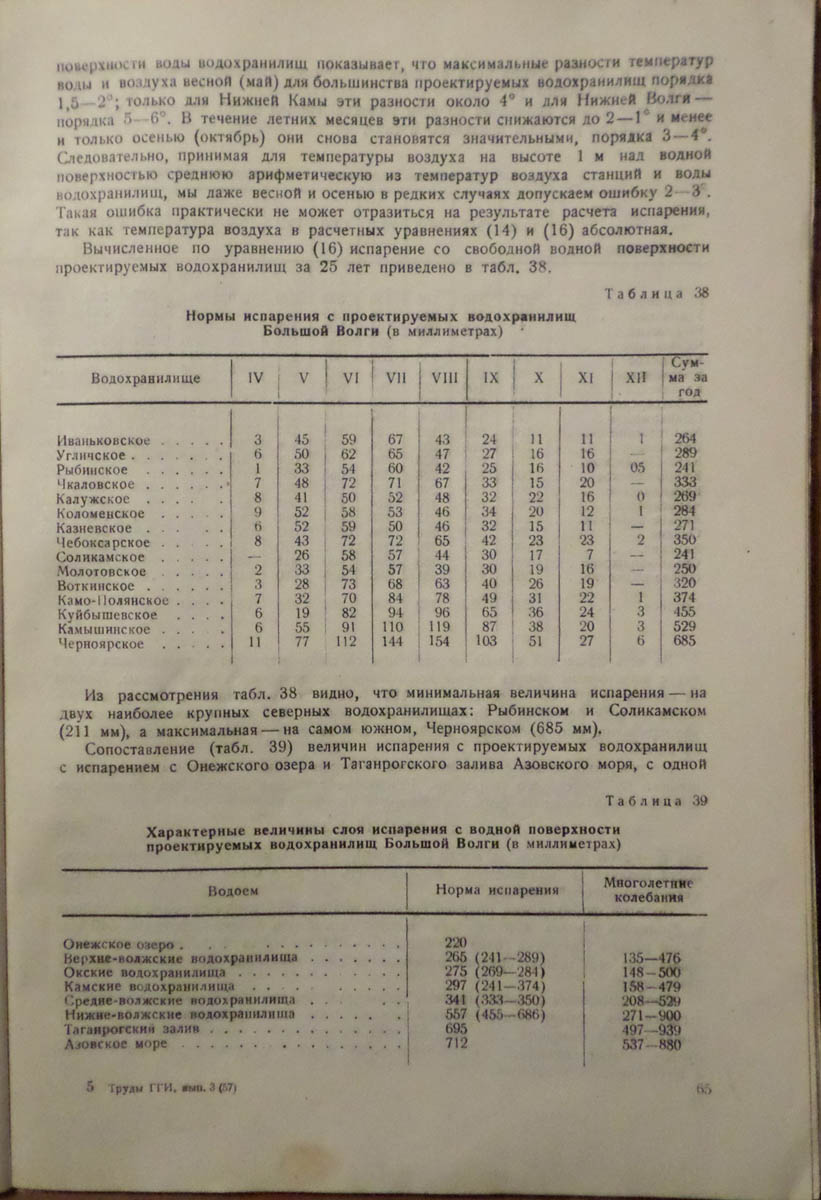 поверхности воды водохранилищ показывает, что максимальные разности температур
воды и воздуха весной (май) для большинства проектируемых водохранилищ порядка
1,5—2°; только для Нижней Камы эти разности около 4° и для Нижней Волги —
порядка 5—6°. В течение летних месяцев эти разности снижаются до 2—1° и менее
и только осенью (октябрь) они снова становятся значительными, порядка 3—4°.
Следовательно, принимая для температуры воздуха на высоте 1 м над водной
поверхностью среднюю арифметическую из температур воздуха станций и воды
водохранилищ, мы даже весной и осенью в редких случаях допускаем ошибку 2—3°.
Такая ошибка практически не может отразиться на результате расчета испарения,
так как температура воздуха в расчетных уравнениях (14) и (16) абсолютная.
Вычисленное по уравнению (16) испарение со свободной водной поверхности
проектируемых водохранилищ за 25 лет приведено в табл. 38.
Таблица 38
Нормы испарения с проектируемых водохранилищ
Большой Волги (в миллиметрах)
Водохранилище IV V VI VII VIII IX X XI XII Сум-
ма за
год
Иваньковское . . . . . 3 45 59 67 43 24 11 11 1 264
Угличское . . . . . . . 6 50 62 65 47 27 16 16 — 289
Рыбинское . . . . . . 1 33 54 60 42 25 16 10 05 241
Чкаловское . . . . . . 7 48 72 71 67 33 15 20 — 333
Калужское . . . . . 8 41 50 52 48 32 22 16 0 269
Коломенское . . . . . 9 52 58 53 46 34 20 12 1 284
Казневское . . . . 6 52 59 50 46 32 15 11 — 271
Чебоксарское . . . . . 8 43 72 72 65 42 23 23 2 350
Соликамское . . . . . — 26 58 57 44 30 17 7 — 241
Молотовское . . . . . 2 33 54 57 39 30 19 16 — 250
Воткинское . . . . . . 3 28 73 68 63 40 26 19 — 320
Камо-Полянское . . . . 7 32 70 84 78 49 31 22 1 374
Куйбышевское . . . . 6 19 82 94 96 65 36 24 3 455
Камышинское . . . . 6 55 91 110 119 87 38 20 3 529
Черноярское . . . . . 11 77 112 144 154 103 51 27 6 685
Из рассмотрения табл. 38 видно, что минимальная величина испарения — на
двух наиболее крупных северных водохранилищах: Рыбинском и Соликамском
(211 мм), а максимальная — на самом южном, Черноярском (685 мм).
Сопоставление (табл. 39) величин испарения с проектируемых водохранилищ
с испарением с Онежского озера и Таганрогского залива Азовского моря, с одной
Таблица 39
Характерные величины слоя испарения с водной поверхности
проектируемых водохранилищ Большой Волги (в миллиметрах)
Водоем Норма испарения Многолетние
колебания
Онежское озеро . . . . . . . . . . . . 220
Верхне-волжские водохранилища . . . . . . . 265 (241—289) 135—476
Окские водохранилища . . . . . . . . . . . . 275 (269—284) 148—500
Камские водохранилища . . . . . . . . . . 297 (241—374) 158—479
Средне-волжские водохранилища . . . . . 341 (333—350) 208—529
Нижне-волжские водохранилища . . . . . . 557 (455—686) 271—900
Таганрогский залив . . . . . . . . . . . . . . 695 497—939
Азовское море . . . . . . . . . . . . . . . 712 537—880
5 Труды ГГИ, вып. 3 (57) 65